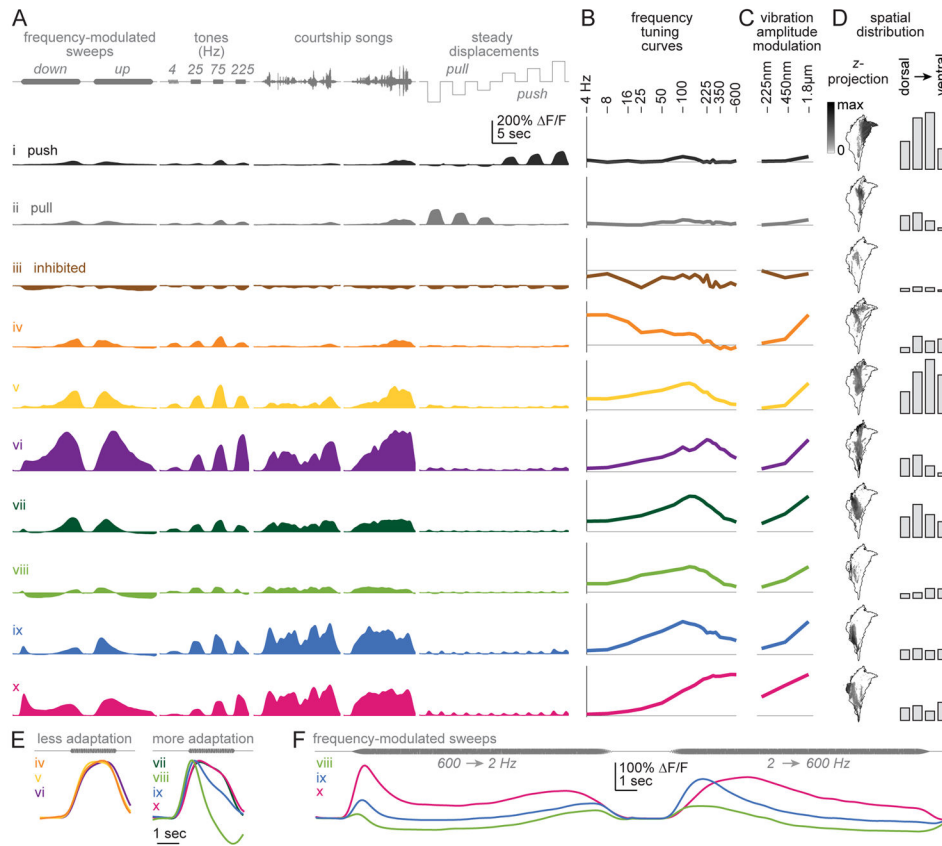 A
B
C
D
frequency-modulated
sweeps
down up
tones
(Hz)
4 25 75 225
courtship songs
steady
displacements
pull
push
200% ΔF/F
5 sec
frequency
tuning
curves
4 Hz
8
16
25
50
100
225
350
600
vibration
amplitude
modulation
225nm
450nm
1.8μm
spatial
distribution
z-
projection
max
0
dorsal
ventral
i push
ii pull
iii inhibited
iv
v
vi
vii
viii
ix
x
E
less adaptation
iv
v
vi
more adaptation
vii
viii
ix
x
1 sec
F
frequency-modulated sweeps
viii
ix
x
600 → 2 Hz
100% ΔF/F
1 sec
2 → 600 Hz